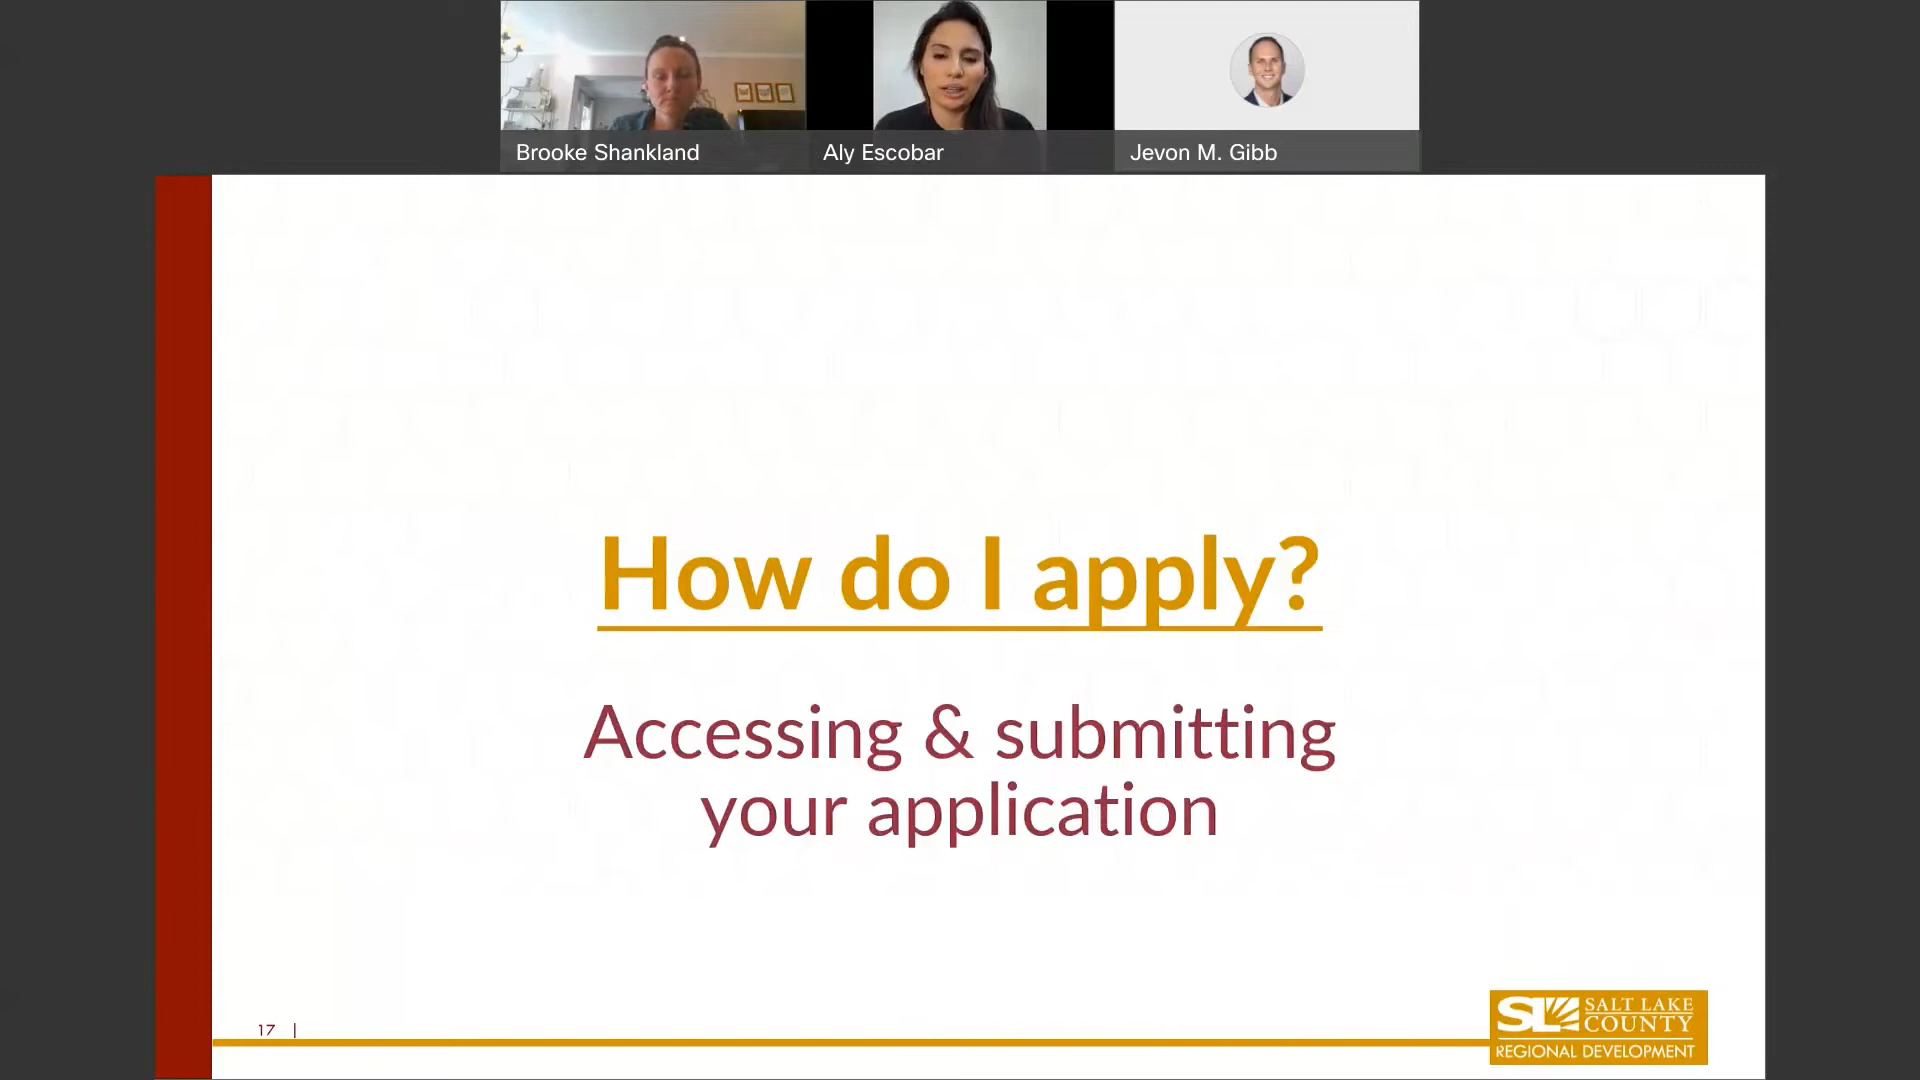 Brooke Shankland
Aly Escobar
Jevon M. Gibb
How do I apply?
Accessing & submitting
your application
17 |
SL SALT LAKE
COUNTY
REGIONAL DEVELOPMENT